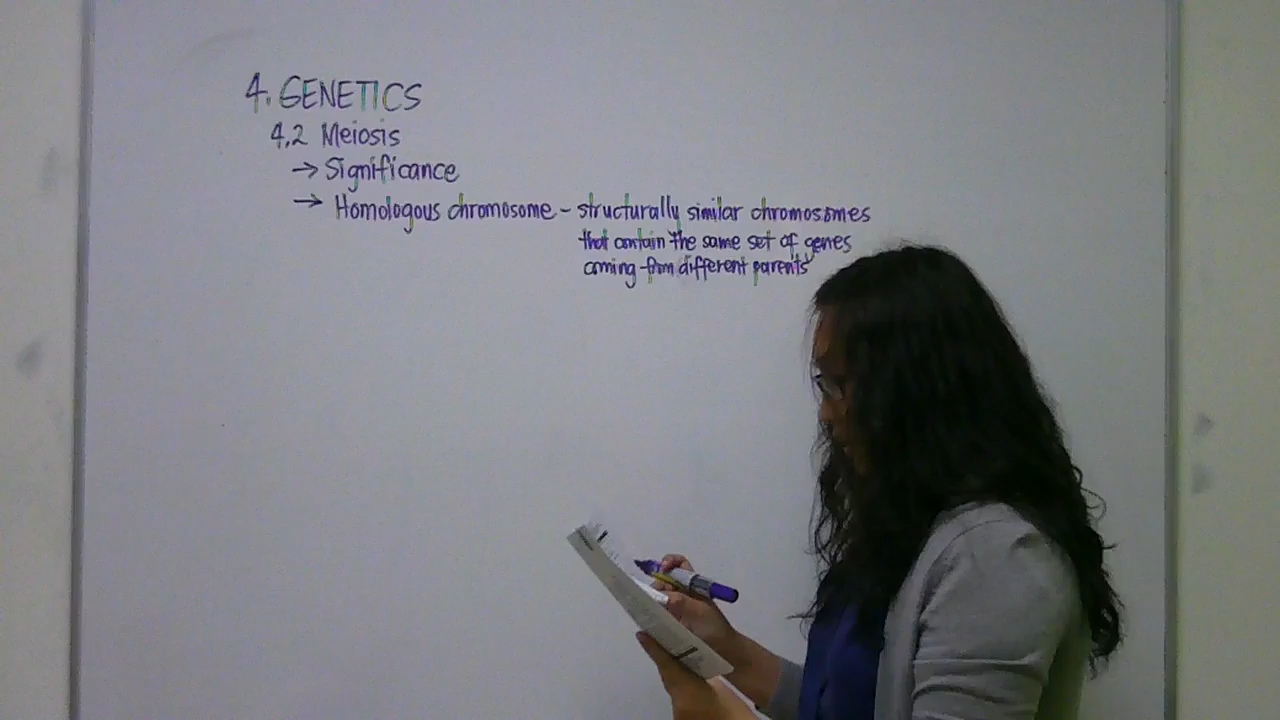 4. GENETICS
4.2 Meiosis
→ Significance
→ Homologous chromosome - structurally similar chromosomes
that contain the same set of genes
coming from different parents